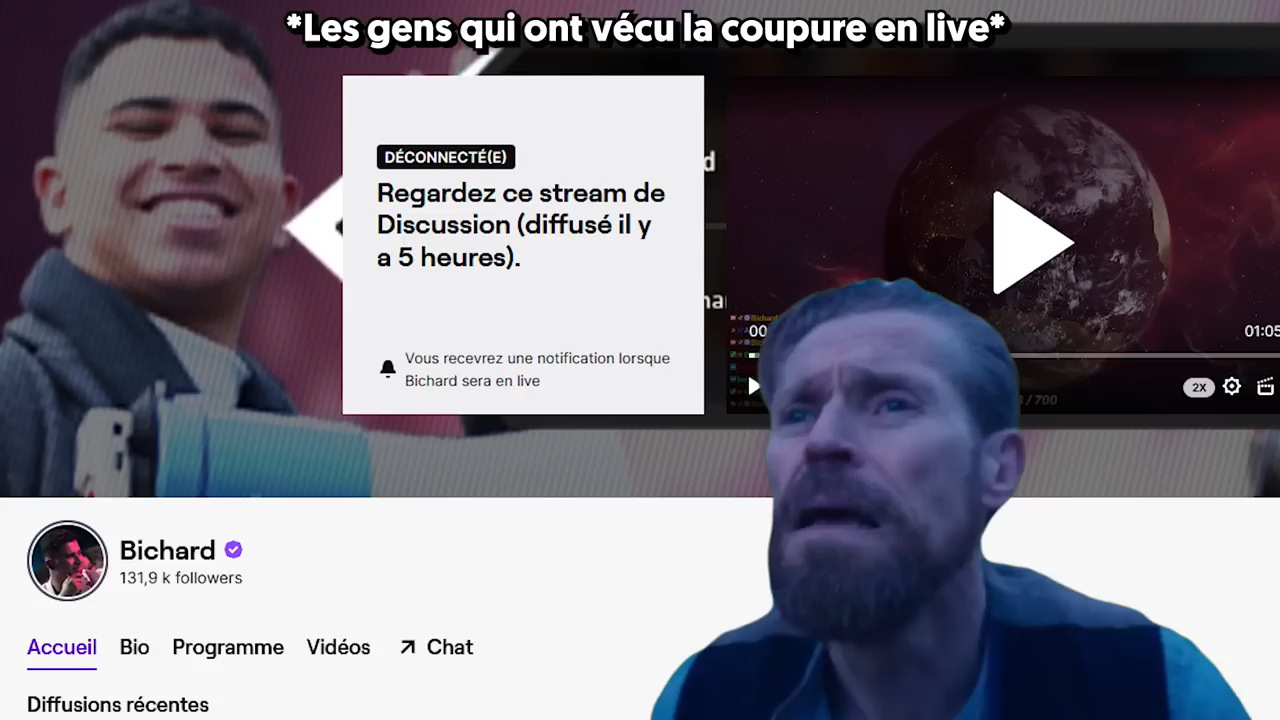 *Les gens qui ont vécu la coupure en live*
DÉCONNECTÉ(E)
Regardez ce stream de
Discussion (diffusé il y
a 5 heures).
Vous recevrez une notification lorsque
Bichard sera en live
00
01:05
2X
/ 700
Bichard
131,9 k followers
Accueil Bio Programme Vidéos Chat
Diffusions récentes